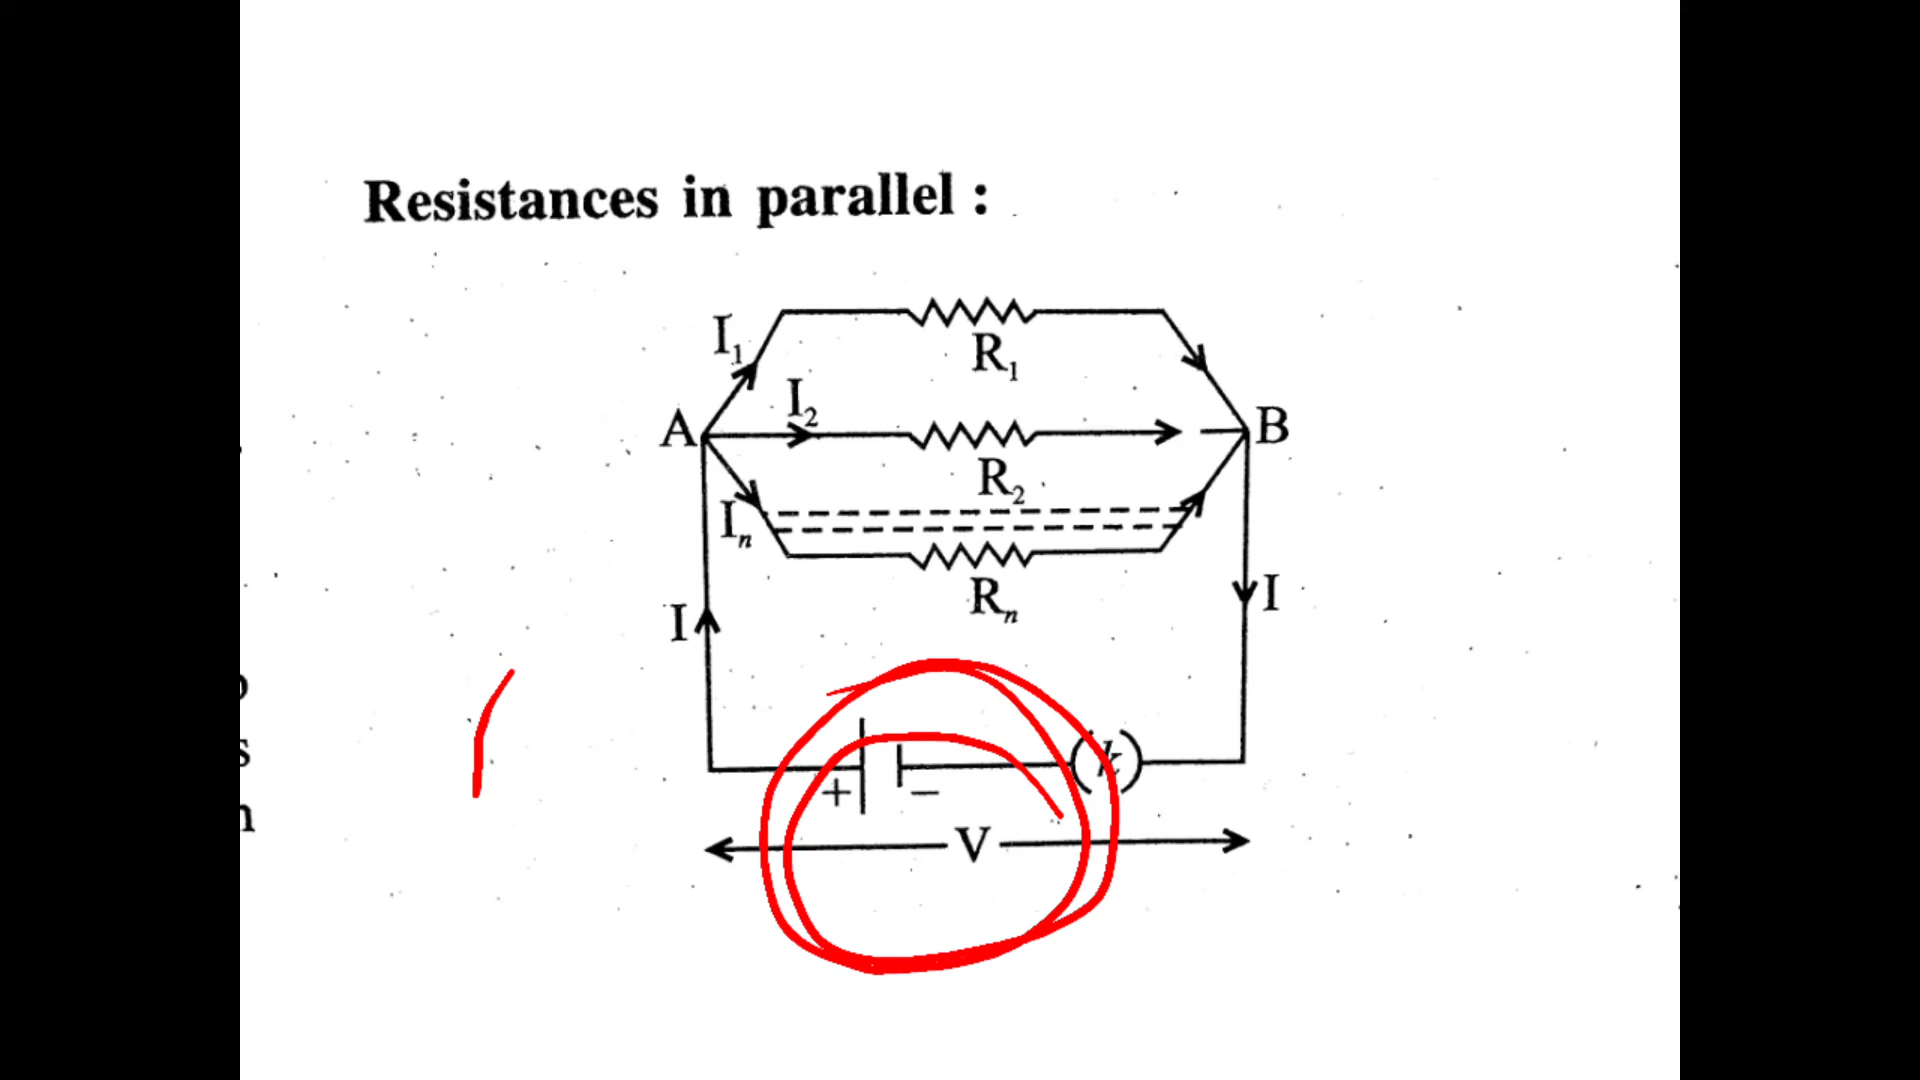 Resistances in parallel :
I₁
R₁
I₂
A
B
R₂
Iₙ
Rₙ
I
I
(k)
+
−
V